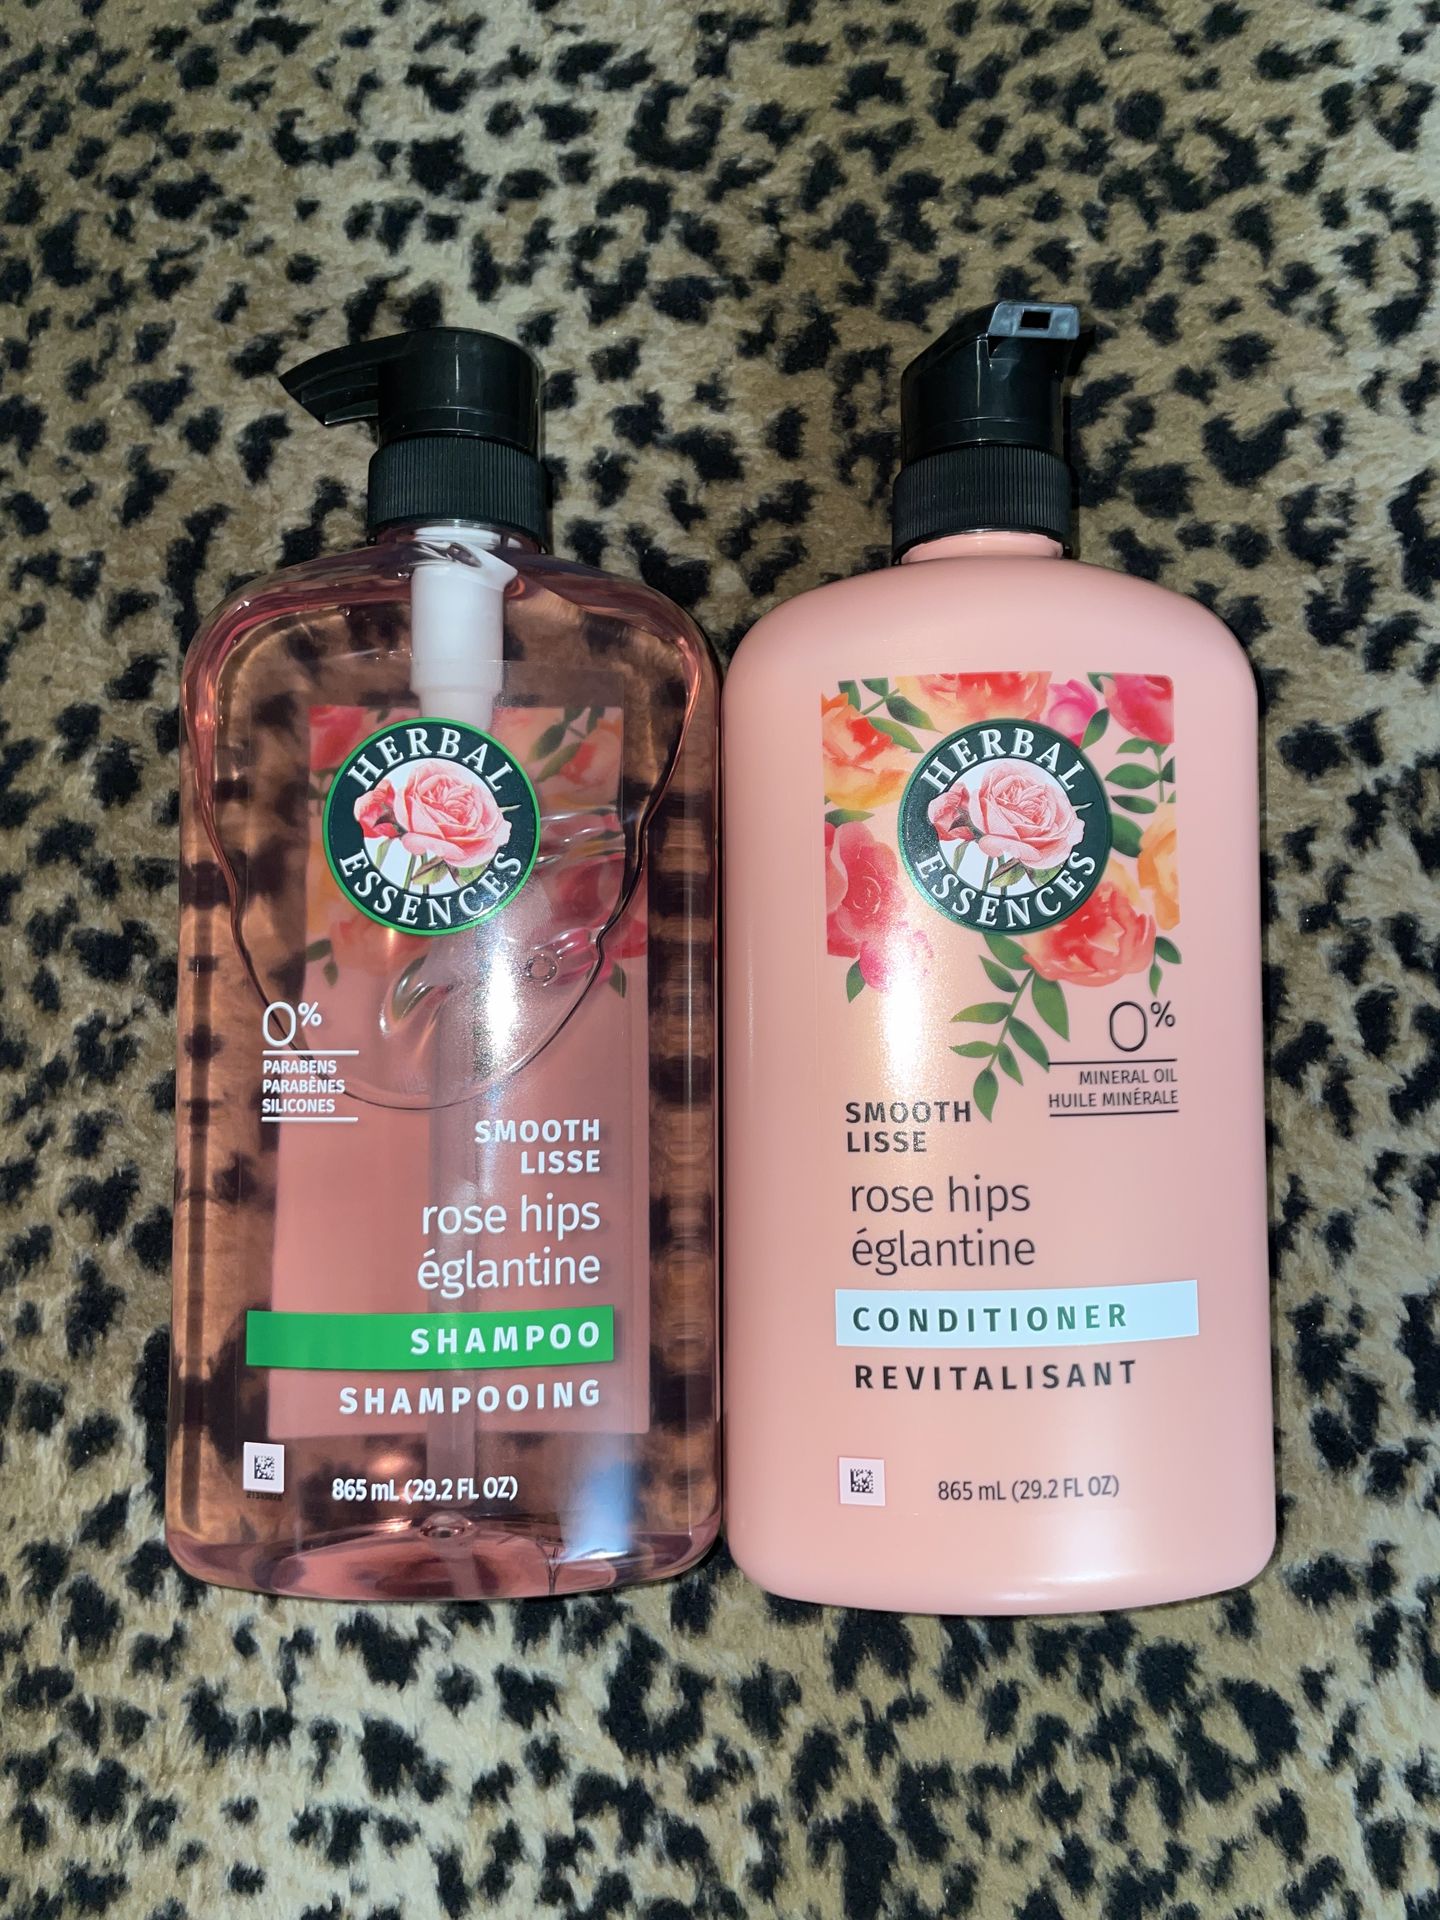 HERBAL
ESSENCES
0%
PARABENS
PARABÈNES
SILICONES
SMOOTH
LISSE
rose hips
églantine
SHAMPOO
SHAMPOOING
865 mL (29.2 FL OZ)
HERBAL
ESSENCES
0%
MINERAL OIL
HUILE MINÉRALE
SMOOTH
LISSE
rose hips
églantine
CONDITIONER
REVITALISANT
865 mL (29.2 FL OZ)